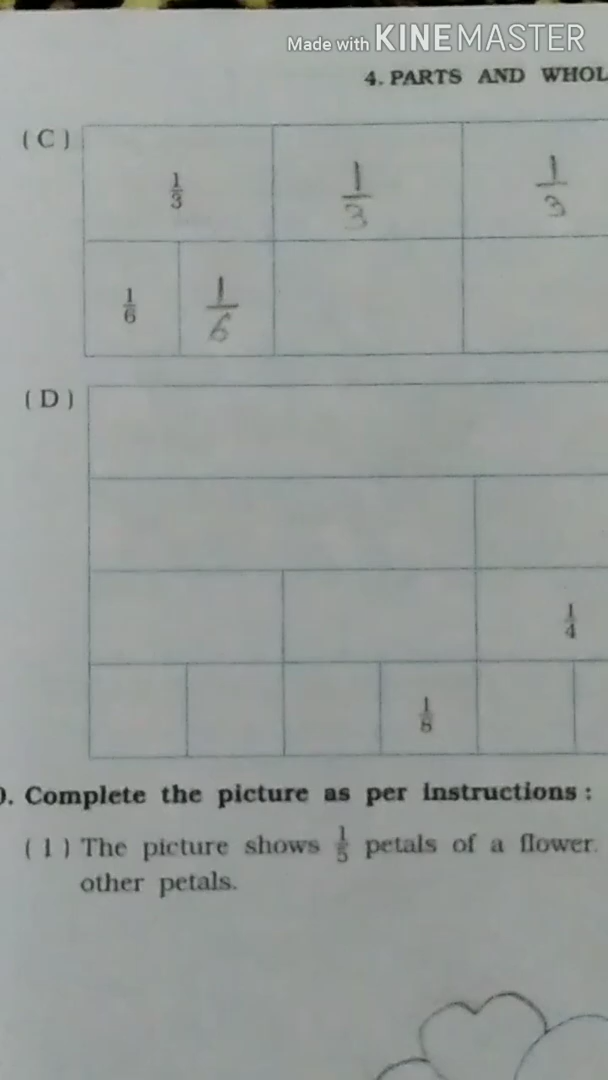 Made with KINEMASTER
4. PARTS AND WHOL
(C)
1/3 1/3 1/3
1/6 1/6
(D)
1/4
1/8
. Complete the picture as per instructions :
(1) The picture shows 1/5 petals of a flower.
other petals.